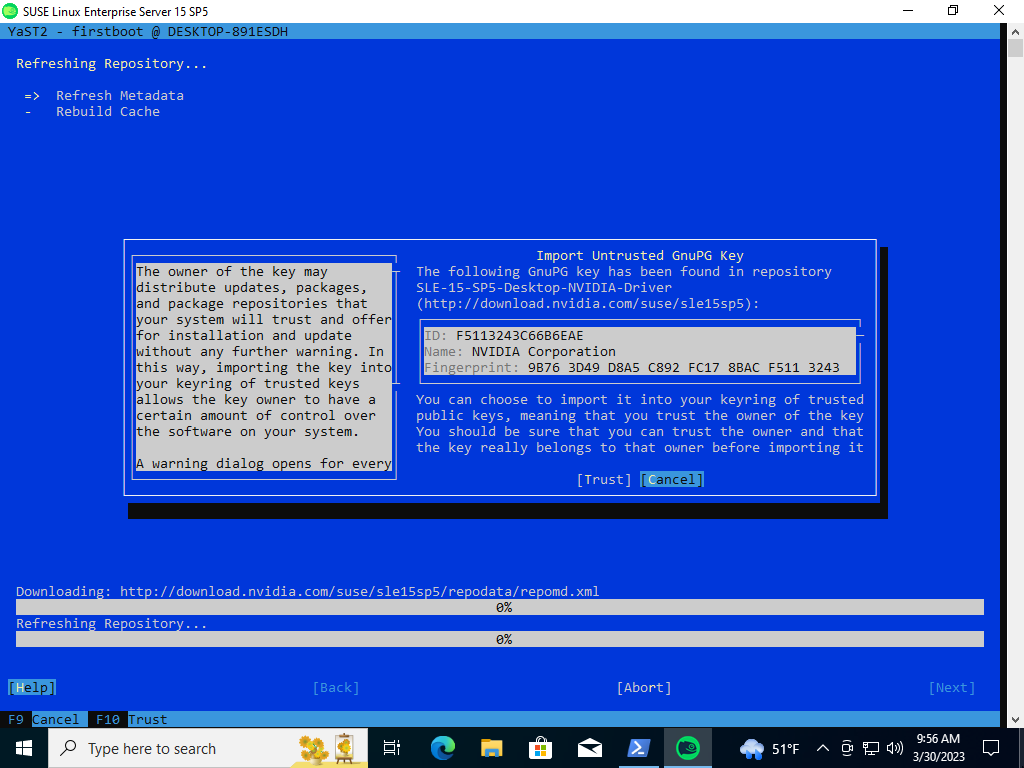 SUSE Linux Enterprise Server 15 SP5
YaST2 - firstboot @ DESKTOP-891ESDH
Refreshing Repository...
=> Refresh Metadata
- Rebuild Cache
The owner of the key may
distribute updates, packages,
and package repositories that
your system will trust and offer
for installation and update
without any further warning. In
this way, importing the key into
your keyring of trusted keys
allows the key owner to have a
certain amount of control over
the software on your system.
A warning dialog opens for every
Import Untrusted GnuPG Key
The following GnuPG key has been found in repository
SLE-15-SP5-Desktop-NVIDIA-Driver
(http://download.nvidia.com/suse/sle15sp5):
ID: F5113243C66B6EAE
Name: NVIDIA Corporation
Fingerprint: 9B76 3D49 D8A5 C892 FC17 8BAC F511 3243
You can choose to import it into your keyring of trusted
public keys, meaning that you trust the owner of the key
You should be sure that you can trust the owner and that
the key really belongs to that owner before importing it
[Trust] [Cancel]
Downloading: http://download.nvidia.com/suse/sle15sp5/repodata/repomd.xml
0%
Refreshing Repository...
0%
[Help] [Back] [Abort] [Next]
F9 Cancel F10 Trust
Type here to search
51°F
9:56 AM
3/30/2023